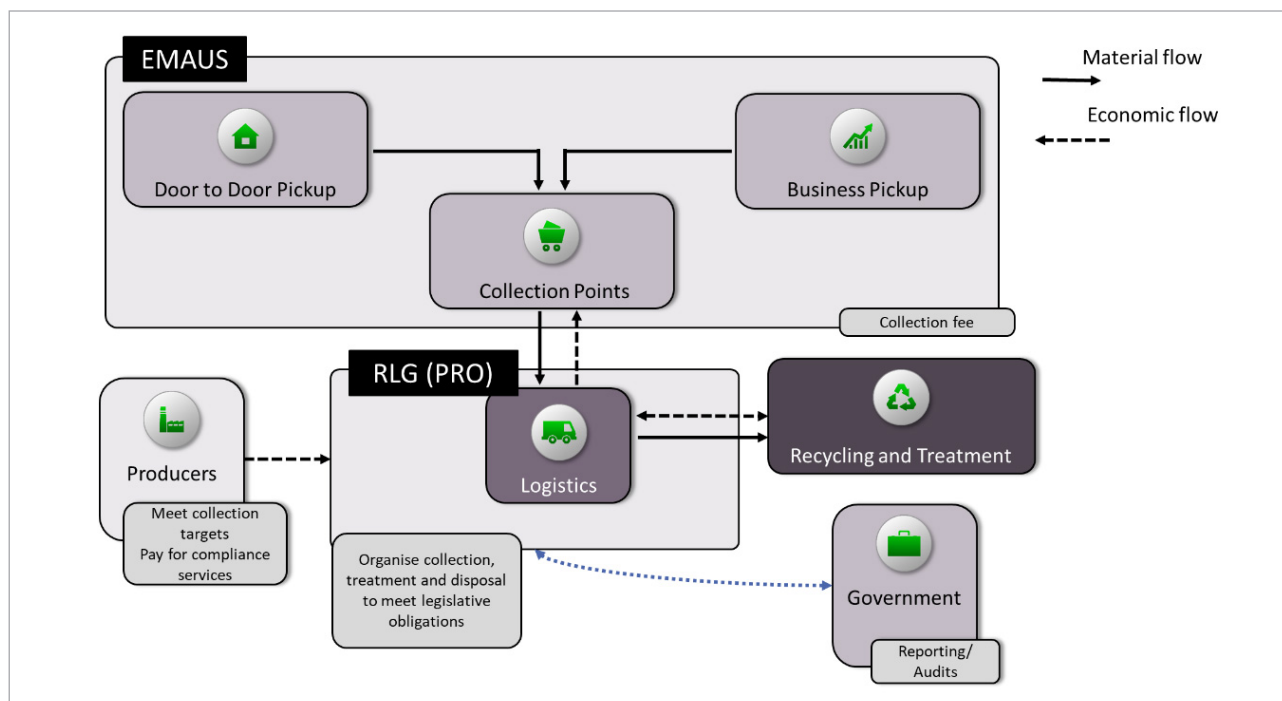 EMAUS
Material flow
Economic flow
Door to Door Pickup
Business Pickup
Collection Points
Collection fee
RLG (PRO)
Producers
Meet collection
targets
Pay for compliance
services
Logistics
Recycling and Treatment
Organise collection,
treatment and disposal
to meet legislative
obligations
Government
Reporting/
Audits